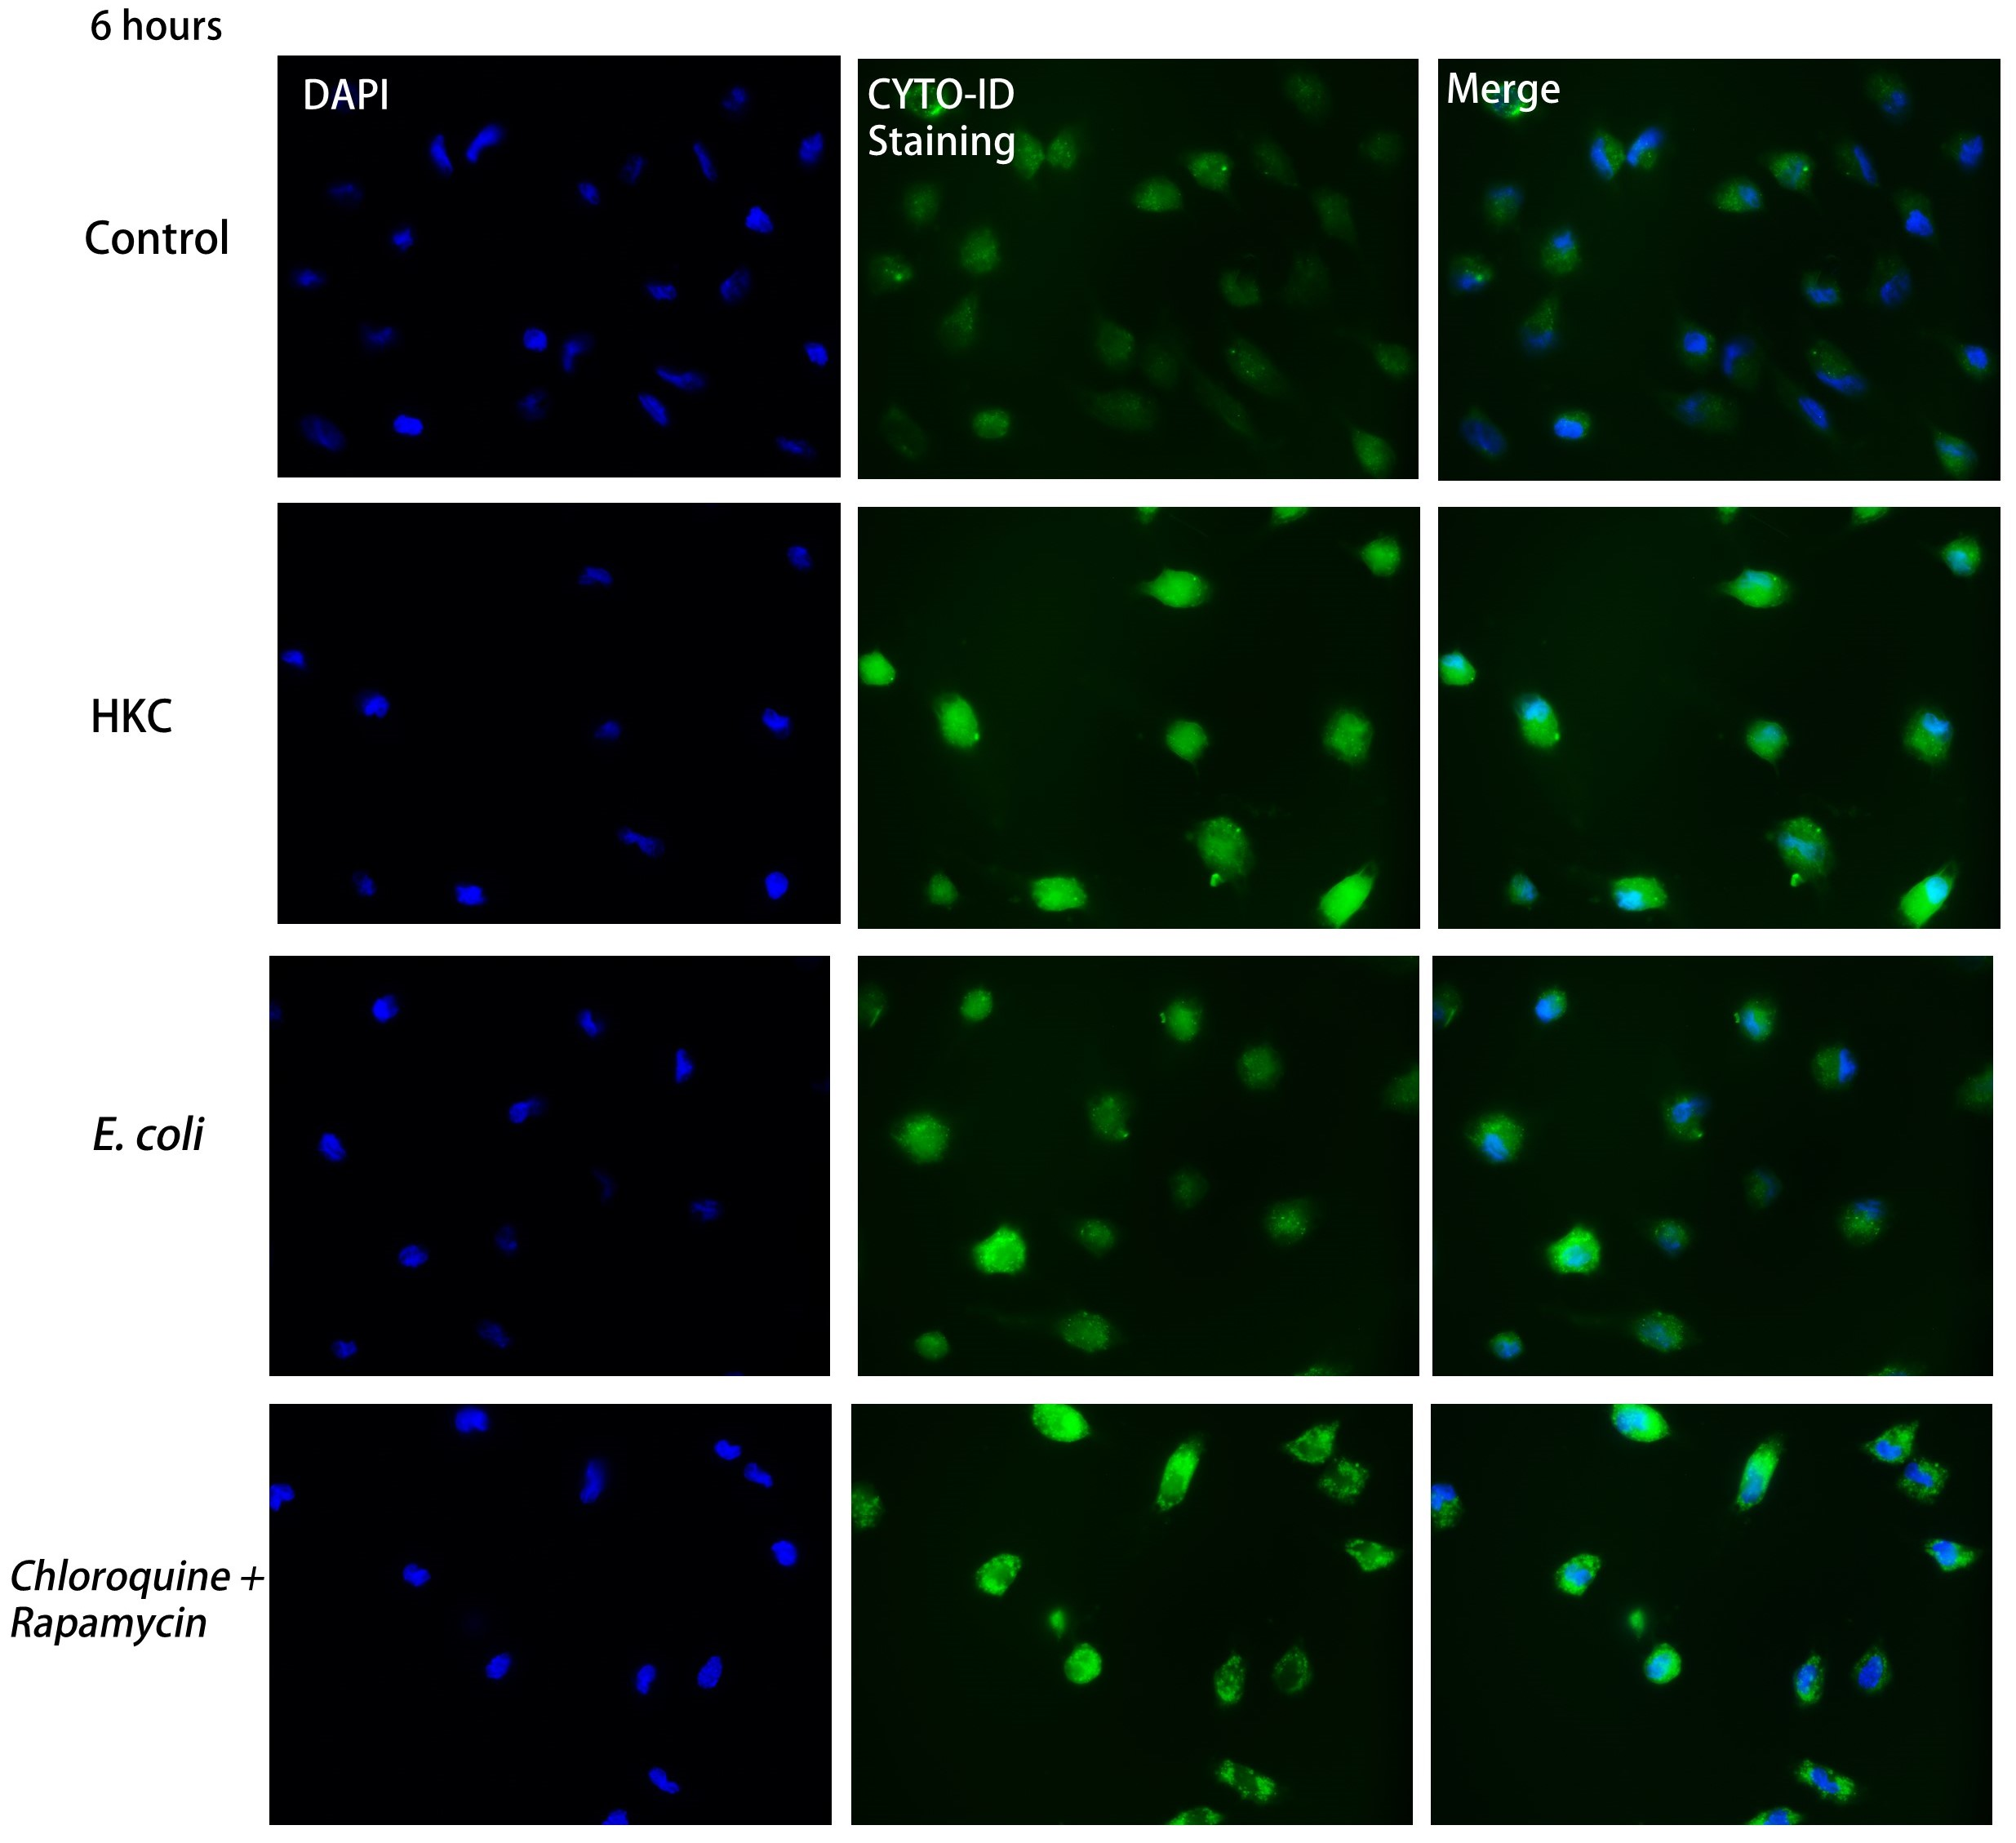 6 hours
DAPI
CYTO-ID
Staining
Merge
Control
HKC
E. coli
Chloroquine +
Rapamycin